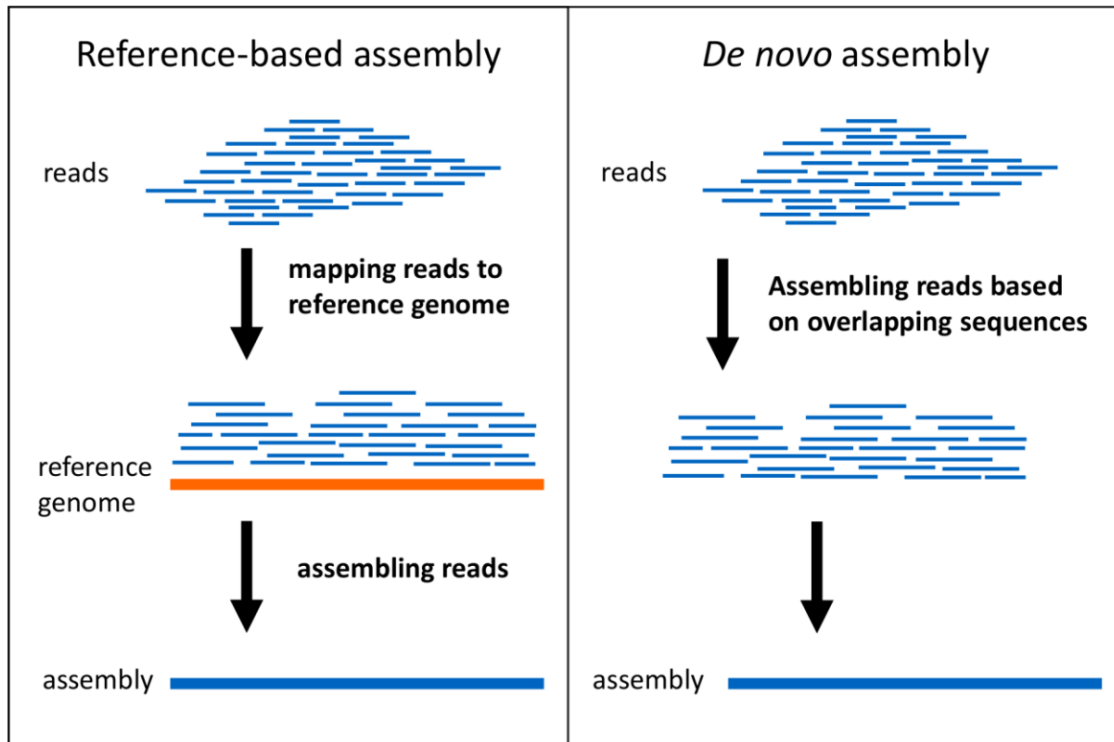 Reference-based assembly
reads
mapping reads to
reference genome
reference
genome
assembling reads
assembly
De novo assembly
reads
Assembling reads based
on overlapping sequences
assembly